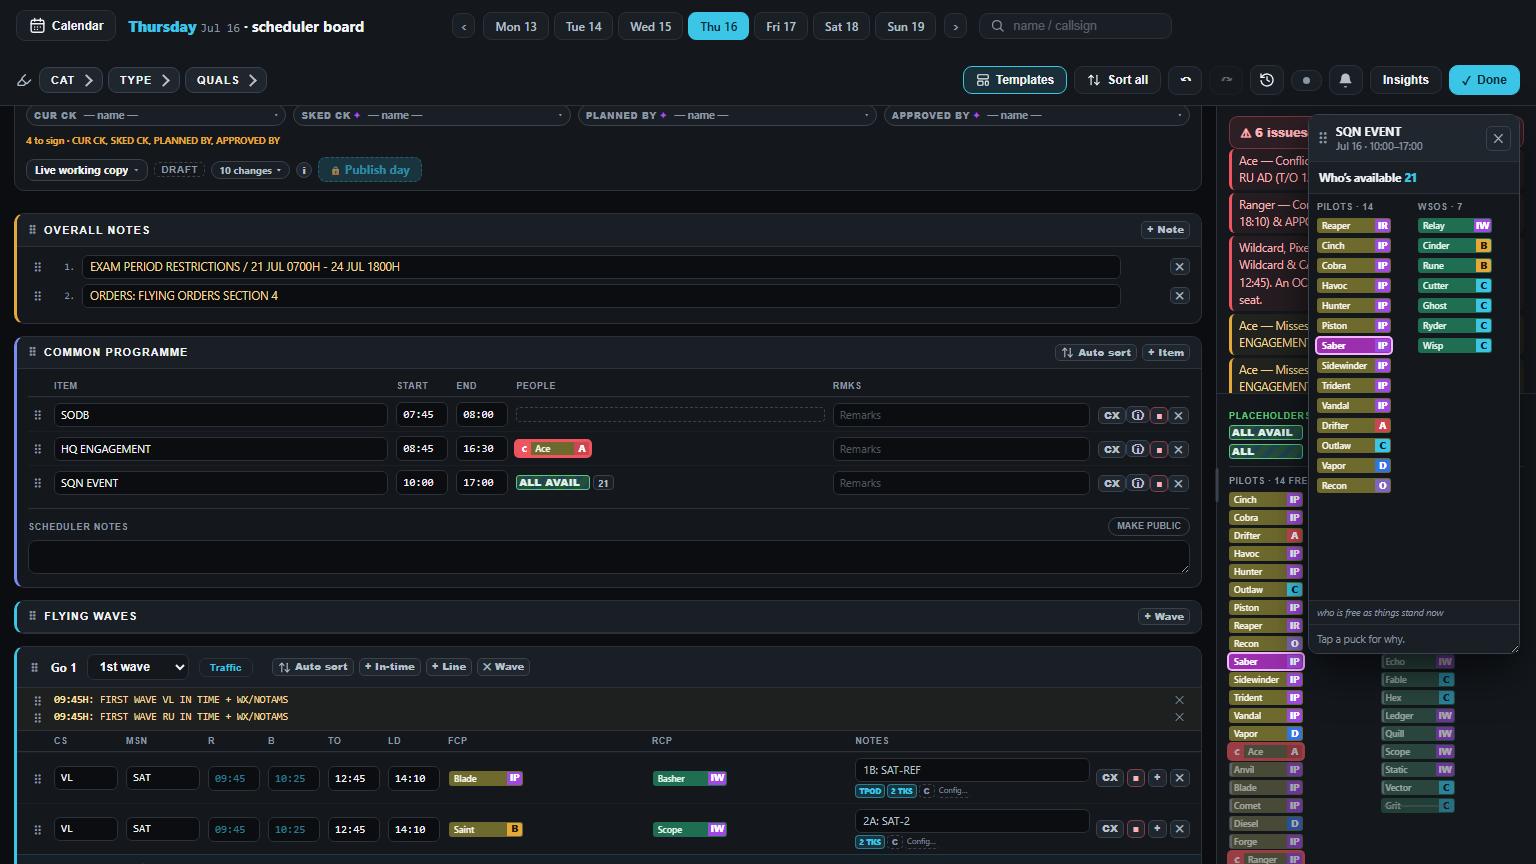 Calendar
Thursday Jul 16 · scheduler board
‹ Mon 13 Tue 14 Wed 15 Thu 16 Fri 17 Sat 18 Sun 19 ›
name / callsign
CAT TYPE QUALS
Templates Sort all Insights ✓ Done
CUR CK — name —
SKED CK ✦ — name —
PLANNED BY ✦ — name —
APPROVED BY ✦ — name —
4 to sign · CUR CK, SKED CK, PLANNED BY, APPROVED BY
Live working copy DRAFT 10 changes i Publish day
OVERALL NOTES + Note
1. EXAM PERIOD RESTRICTIONS / 21 JUL 0700H - 24 JUL 1800H ✕
2. ORDERS: FLYING ORDERS SECTION 4 ✕
COMMON PROGRAMME Auto sort + Item
ITEM START END PEOPLE RMKS
SODB 07:45 08:00 Remarks CX ✕
HQ ENGAGEMENT 08:45 16:30 c Ace A Remarks CX ✕
SQN EVENT 10:00 17:00 ALL AVAIL 21 Remarks CX ✕
SCHEDULER NOTES MAKE PUBLIC
FLYING WAVES + Wave
Go 1 1st wave Traffic Auto sort + In-time + Line ✕ Wave
09:45H: FIRST WAVE VL IN TIME + WX/NOTAMS
09:45H: FIRST WAVE RU IN TIME + WX/NOTAMS
CS MSN R B TO LD FCP RCP NOTES
VL SAT 09:45 10:25 12:45 14:10 Blade IP Basher IW 1B: SAT-REF CX + ✕
TPOD 2 TKS C Config...
VL SAT 09:45 10:25 12:45 14:10 Saint B Scope IW 2A: SAT-2 CX + ✕
2 TKS C Config...
⚠ 6 issues
Ace — Conflic
RU AD (T/O 1
Ranger — Co
18:10) & APP
Wildcard, Pixe
Wildcard & C
12:45). An OC
seat.
Ace — Misses
ENGAGEMEN
Ace — Misses
ENGAGEMEN
PLACEHOLDERS
ALL AVAIL
ALL
PILOTS · 14 FRE
Cinch IP
Cobra IP
Drifter A
Havoc IP
Hunter IP
Outlaw C
Piston IP
Reaper IR
Recon O
Saber IP
Sidewinder IP
Trident IP
Vandal IP
Vapor D
c Ace A
Anvil IP
Blade IP
Comet IP
Diesel D
Forge IP
c Ranger IP
Echo IW
Fable C
Hex C
Ledger IW
Quill IW
Scope IW
Static IW
Vector C
Grit C
SQN EVENT
Jul 16 · 10:00–17:00
Who's available 21
PILOTS · 14
Reaper IR
Cinch IP
Cobra IP
Havoc IP
Hunter IP
Piston IP
Saber IP
Sidewinder IP
Trident IP
Vandal IP
Drifter A
Outlaw C
Vapor D
Recon O
WSOS · 7
Relay IW
Cinder B
Rune B
Cutter C
Ghost C
Ryder C
Wisp C
who is free as things stand now
Tap a puck for why.